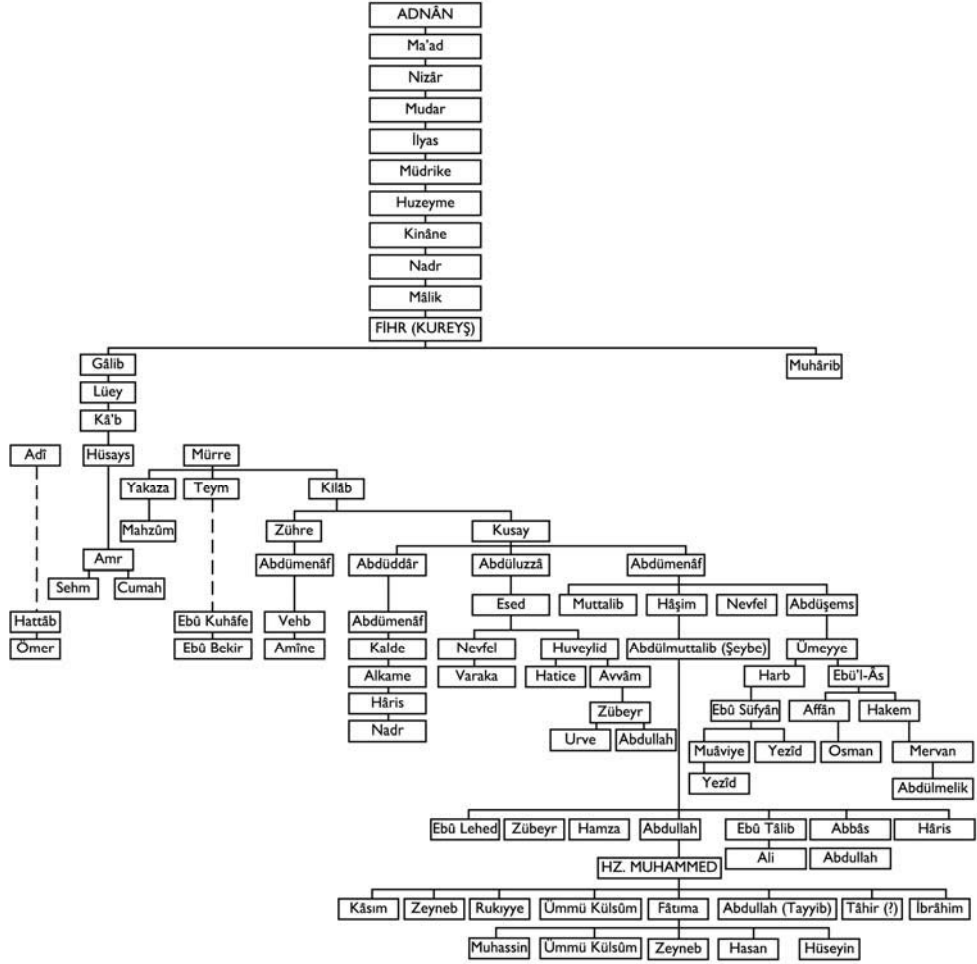 ADNÂN
Ma'ad
Nizâr
Mudar
İlyas
Müdrike
Huzeyme
Kinâne
Nadr
Mâlik
FİHR (KUREYŞ)
Gâlib
Muhârib
Lüey
Kâ'b
Adî
Hüsays
Mürre
Yakaza
Teym
Kilâb
Mahzûm
Zühre
Kusay
Amr
Abdümenâf
Abdüddâr
Abdüluzzâ
Abdümenâf
Sehm
Cumah
Esed
Muttalib
Hâşim
Nevfel
Abdüşems
Hattâb
Ebû Kuhâfe
Vehb
Abdümenâf
Ömer
Ebû Bekir
Amîne
Kalde
Nevfel
Huveylid
Abdülmuttalib (Şeybe)
Ümeyye
Alkame
Varaka
Hatice
Avvâm
Harb
Ebü'l-Âs
Hâris
Zübeyr
Ebû Süfyân
Affân
Hakem
Nadr
Urve
Abdullah
Muâviye
Yezîd
Osman
Mervan
Yezîd
Abdülmelik
Ebû Lehed
Zübeyr
Hamza
Abdullah
Ebû Tâlib
Abbâs
Hâris
Ali
Abdullah
HZ. MUHAMMED
Kâsım
Zeyneb
Rukıyye
Ümmü Külsûm
Fâtıma
Abdullah (Tayyib)
Tâhir (?)
İbrâhim
Muhassin
Ümmü Külsûm
Zeyneb
Hasan
Hüseyin